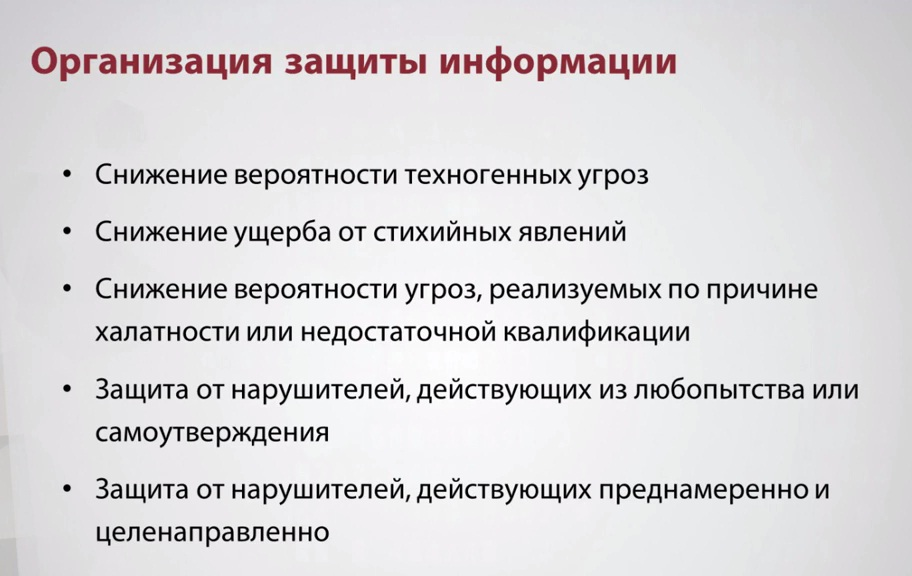 Организация защиты информации
• Снижение вероятности техногенных угроз
• Снижение ущерба от стихийных явлений
• Снижение вероятности угроз, реализуемых по причине
халатности или недостаточной квалификации
• Защита от нарушителей, действующих из любопытства или
самоутверждения
• Защита от нарушителей, действующих преднамеренно и
целенаправленно